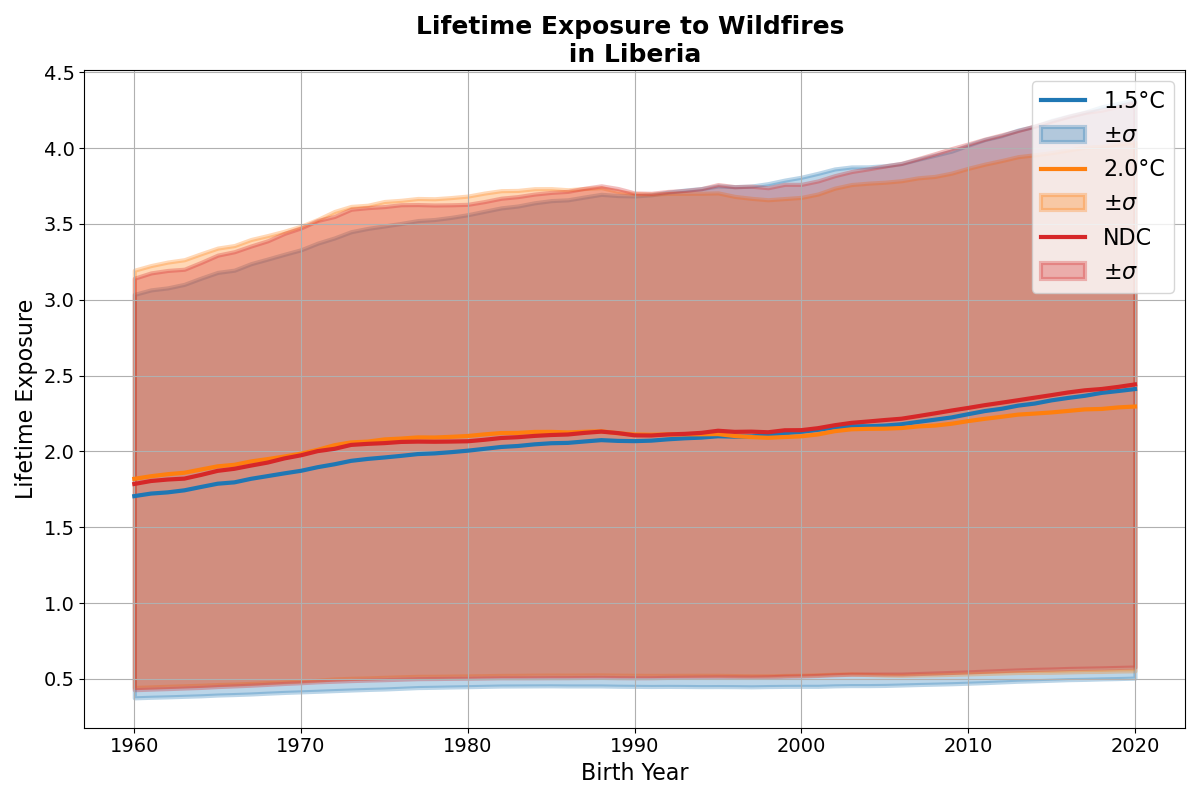 Lifetime Exposure to Wildfires
in Liberia
Lifetime Exposure
4.5
4.0
3.5
3.0
2.5
2.0
1.5
1.0
0.5
1.5°C
±σ
2.0°C
±σ
NDC
±σ
1960 1970 1980 1990 2000 2010 2020
Birth Year